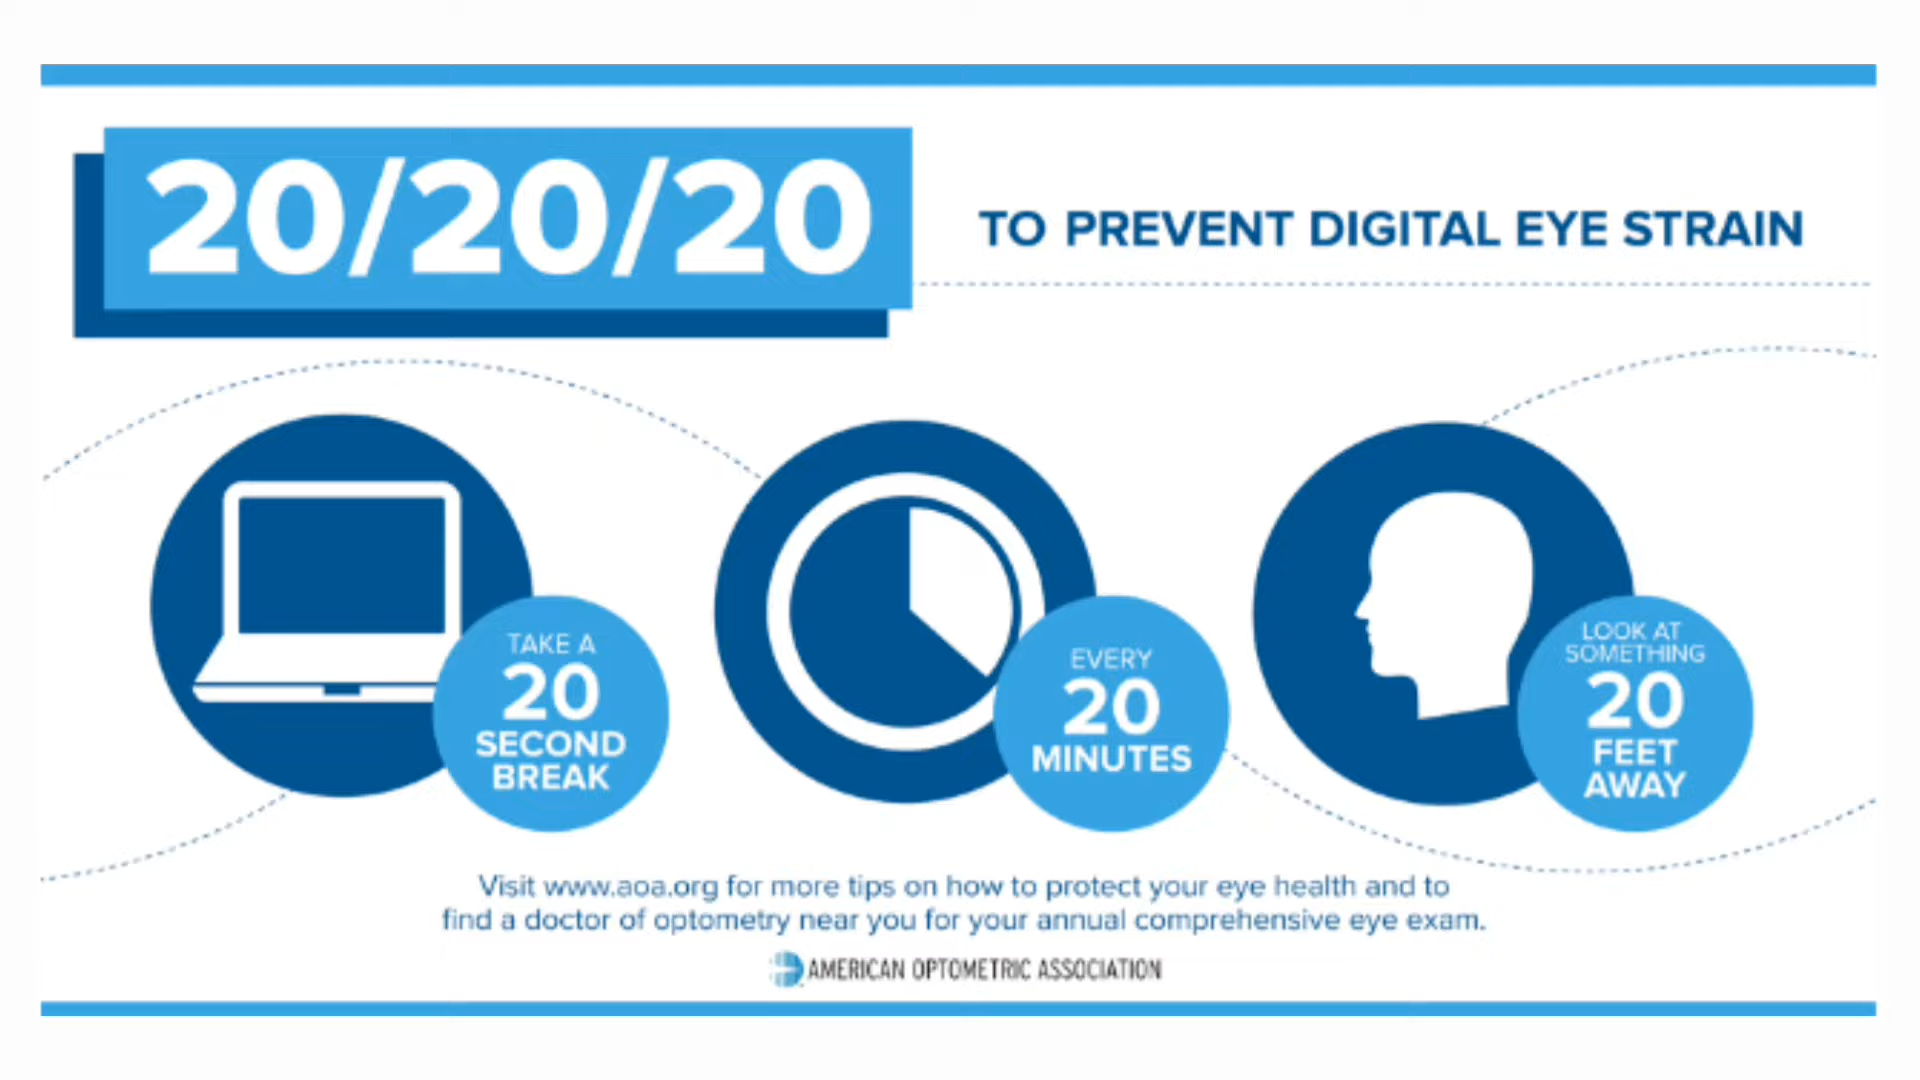 20/20/20
TO PREVENT DIGITAL EYE STRAIN
TAKE A
20
SECOND
BREAK
EVERY
20
MINUTES
LOOK AT
SOMETHING
20
FEET
AWAY
Visit www.aoa.org for more tips on how to protect your eye health and to
find a doctor of optometry near you for your annual comprehensive eye exam.
AMERICAN OPTOMETRIC ASSOCIATION